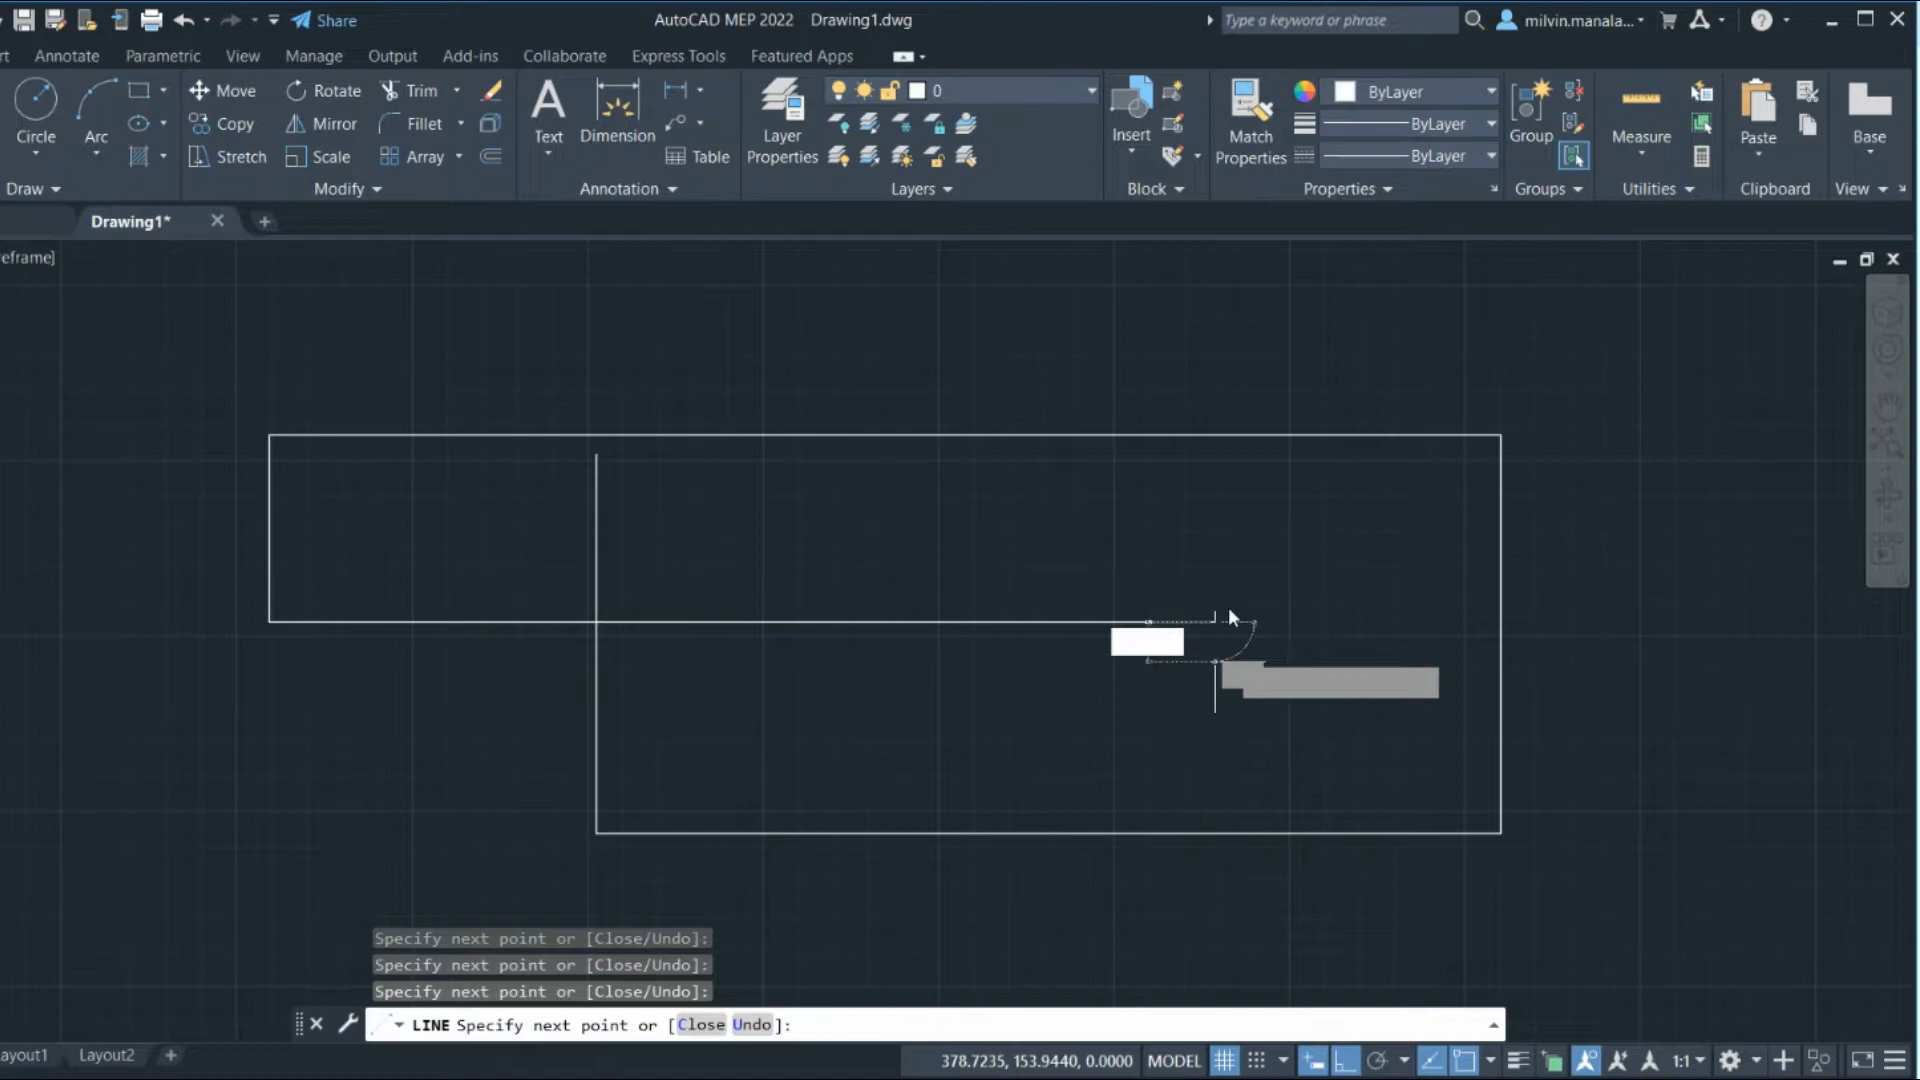 Share
AutoCAD MEP 2022 Drawing1.dwg
Type a keyword or phrase
milvin.manala...
rt Annotate Parametric View Manage Output Add-ins Collaborate Express Tools Featured Apps
Circle
Arc
Move
Copy
Stretch
Rotate
Mirror
Scale
Trim
Fillet
Array
Text
Dimension
Table
Layer
Properties
0
Insert
Match
Properties
ByLayer
ByLayer
ByLayer
Group
Measure
Paste
Base
Draw Modify Annotation Layers Block Properties Groups Utilities Clipboard View
Drawing1*
eframe]
Specify next point or [Close/Undo]:
Specify next point or [Close/Undo]:
Specify next point or [Close/Undo]:
LINE Specify next point or [Close Undo]:
ayout1 Layout2 +
378.7235, 153.9440, 0.0000 MODEL 1:1